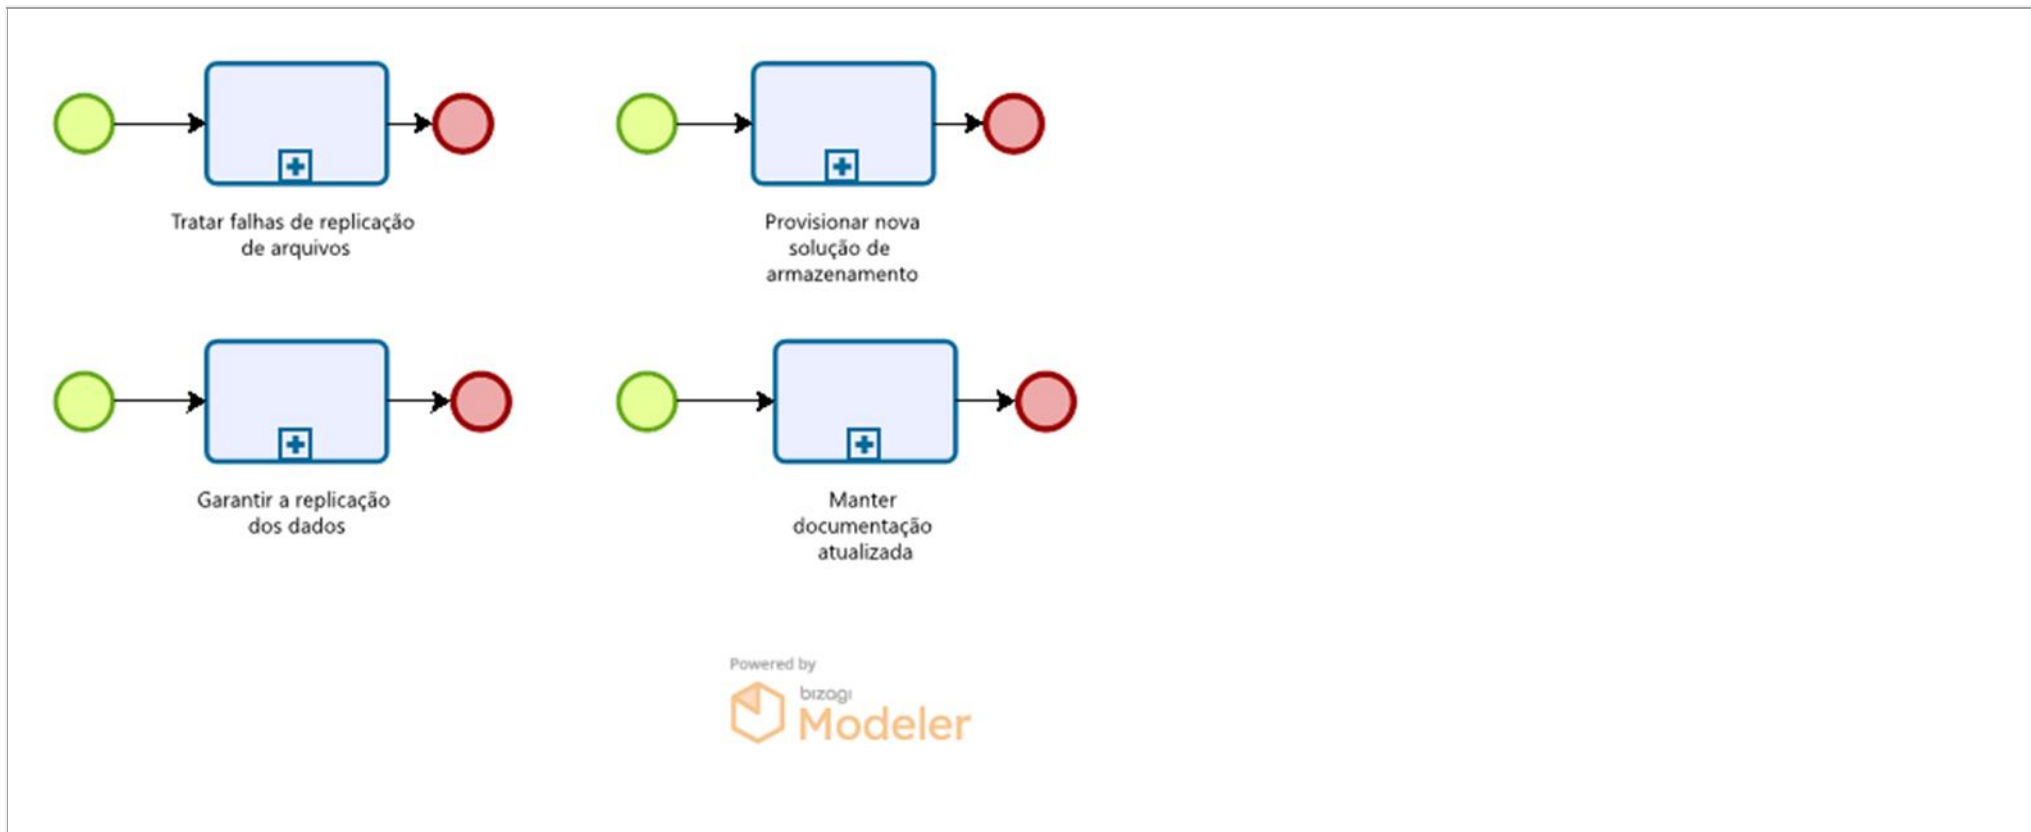 Tratar falhas de replicação
de arquivos
Provisionar nova
solução de
armazenamento
Garantir a replicação
dos dados
Manter
documentação
atualizada
Powered by
bizagi
Modeler